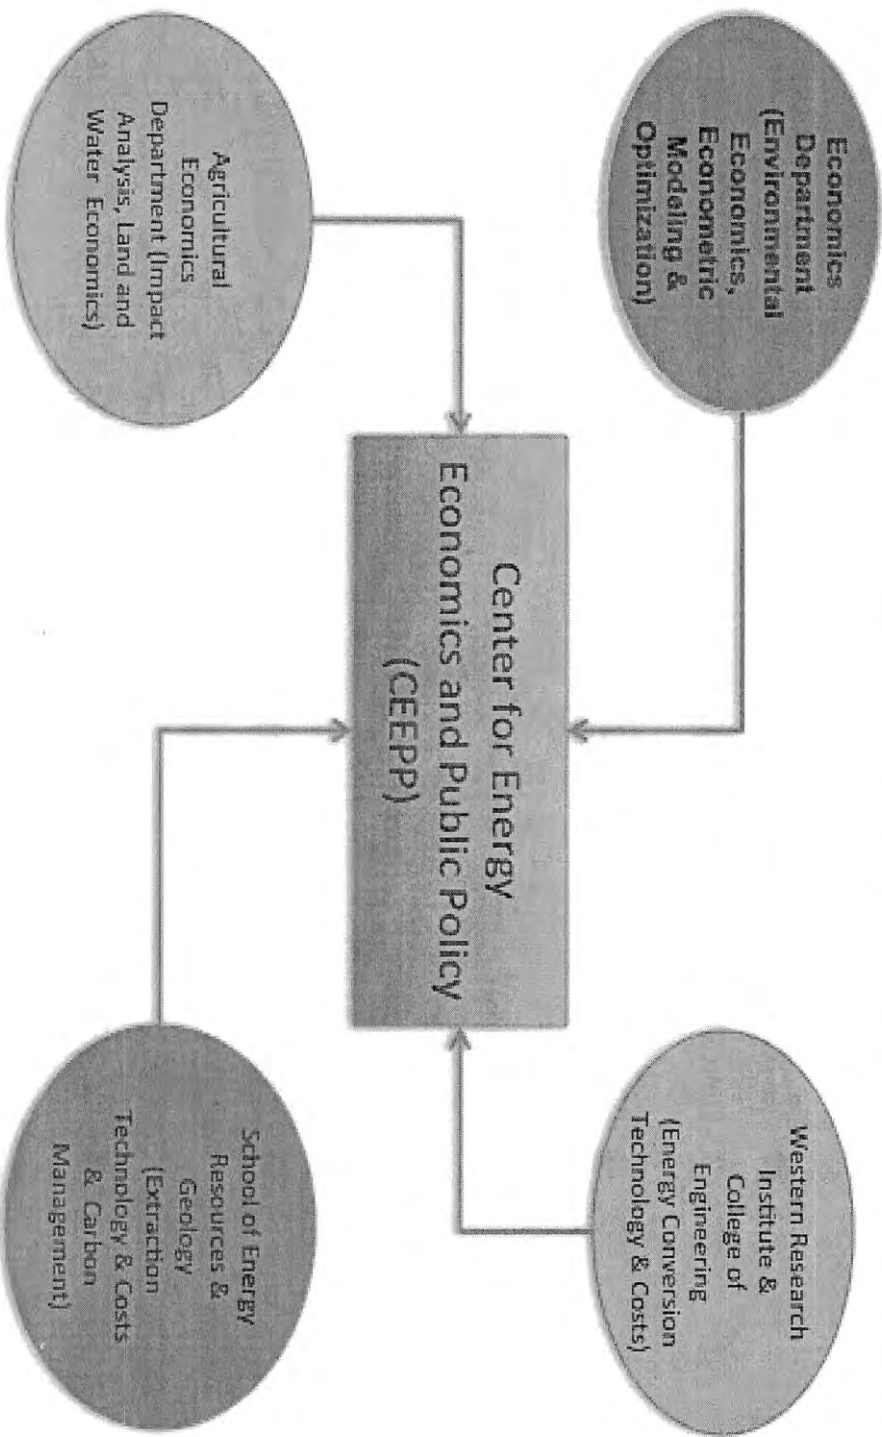 Economics
Department
(Environmental
Economics,
Econometric
Modeling &
Optimization)
Western Research
Institute &
College of
Engineering
(Energy Conversion
Technology & Costs)
Center for Energy
Economics and Public Policy
(CEEPP)
Agricultural
Economics
Department (Impact
Analysis, Land and
Water Economics)
School of Energy
Resources &
Geology
(Extraction
Technology & Costs
& Carbon
Management)